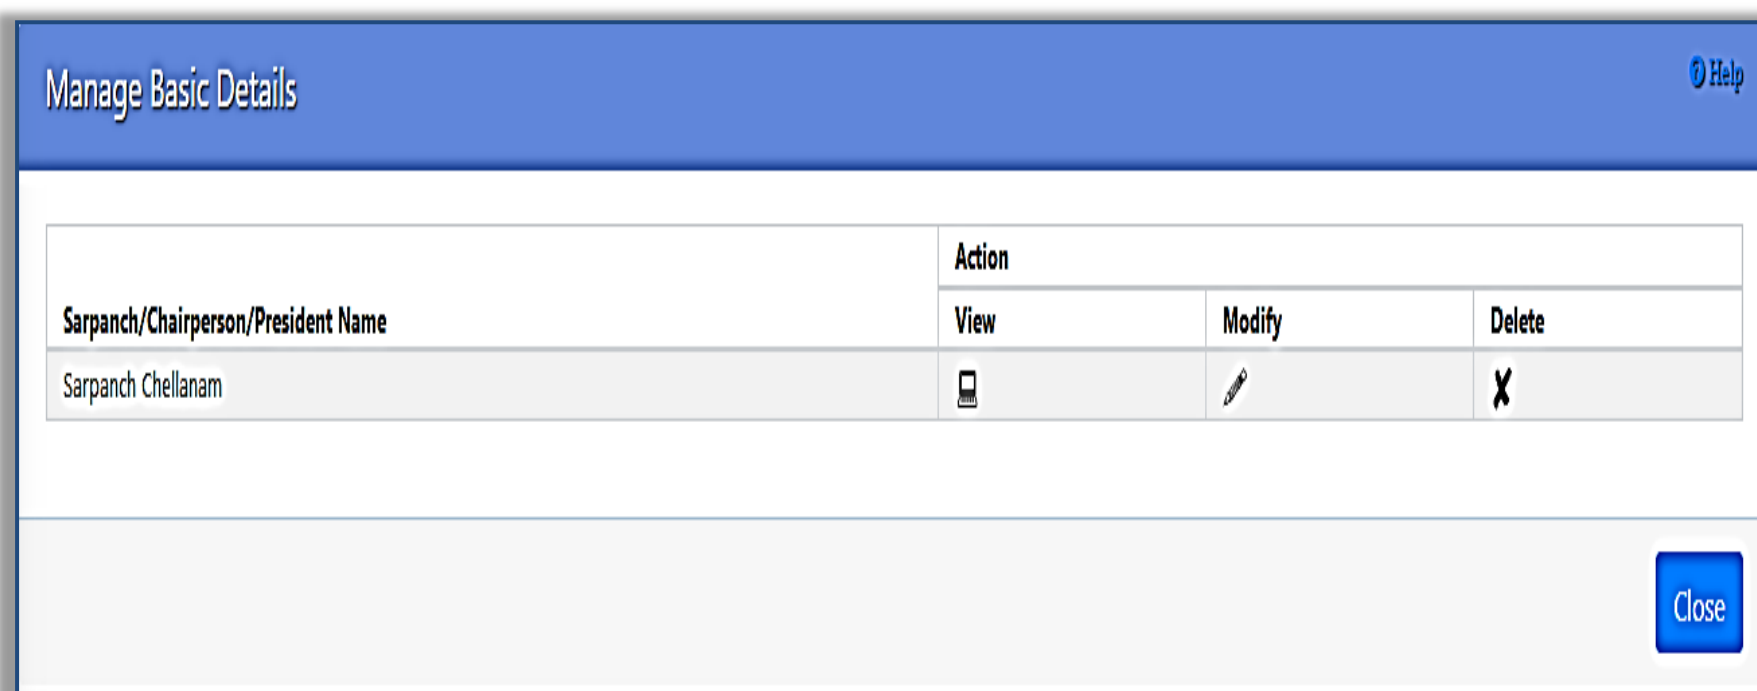 Manage Basic Details
Help
Action
Sarpanch/Chairperson/President Name
View
Modify
Delete
Sarpanch Chellanam
Close